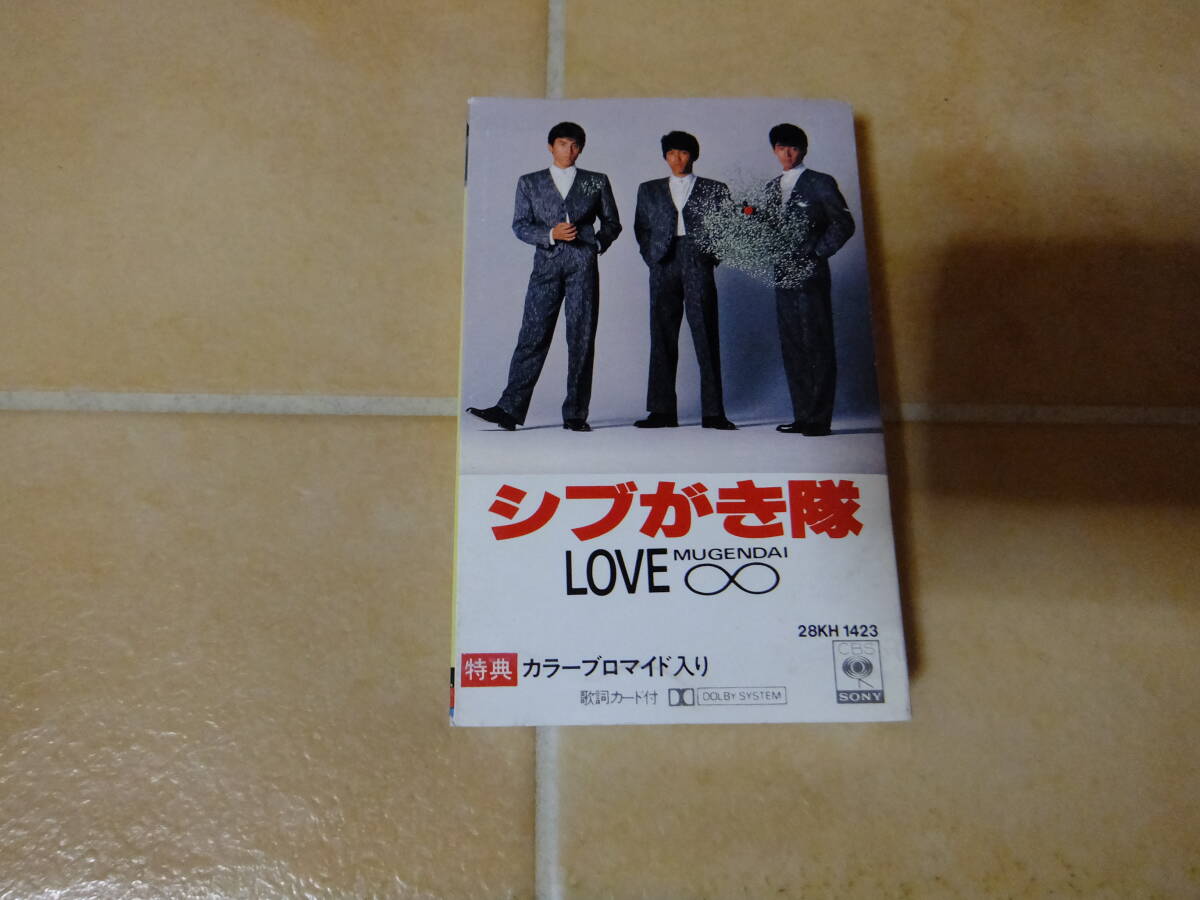 シブがき隊
LOVE MUGENDAI ∞
28KH 1423
特典 カラーブロマイド入り
歌詞カード付 DOLBY SYSTEM
CBS
SONY